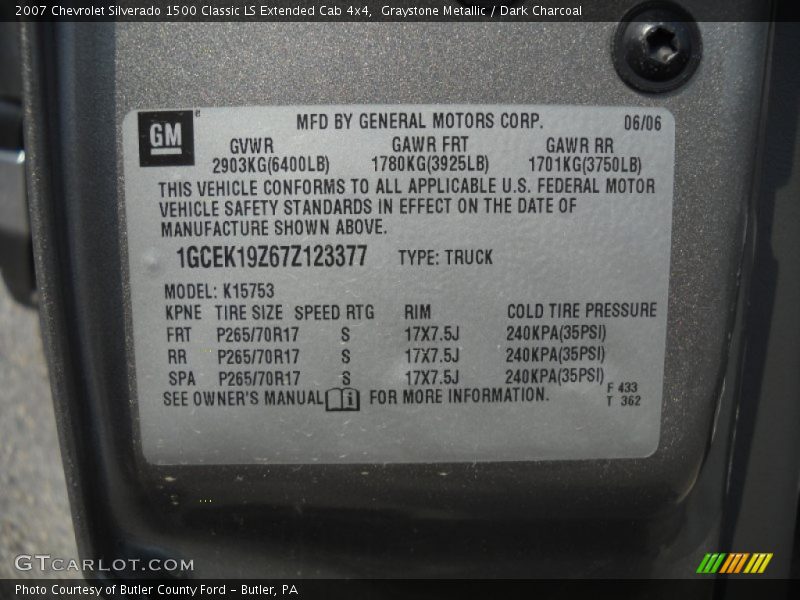 2007 Chevrolet Silverado 1500 Classic LS Extended Cab 4x4, Graystone Metallic / Dark Charcoal
GM
®
MFD BY GENERAL MOTORS CORP. 06/06
GVWR GAWR FRT GAWR RR
2903KG(6400LB) 1780KG(3925LB) 1701KG(3750LB)
THIS VEHICLE CONFORMS TO ALL APPLICABLE U.S. FEDERAL MOTOR
VEHICLE SAFETY STANDARDS IN EFFECT ON THE DATE OF
MANUFACTURE SHOWN ABOVE.
1GCEK19Z67Z123377 TYPE: TRUCK
MODEL: K15753
KPNE TIRE SIZE SPEED RTG RIM COLD TIRE PRESSURE
FRT P265/70R17 S 17X7.5J 240KPA(35PSI)
RR P265/70R17 S 17X7.5J 240KPA(35PSI)
SPA P265/70R17 S 17X7.5J 240KPA(35PSI)
SEE OWNER'S MANUAL i FOR MORE INFORMATION.
F 433
T 362
GTCARLOT.COM
Photo Courtesy of Butler County Ford - Butler, PA